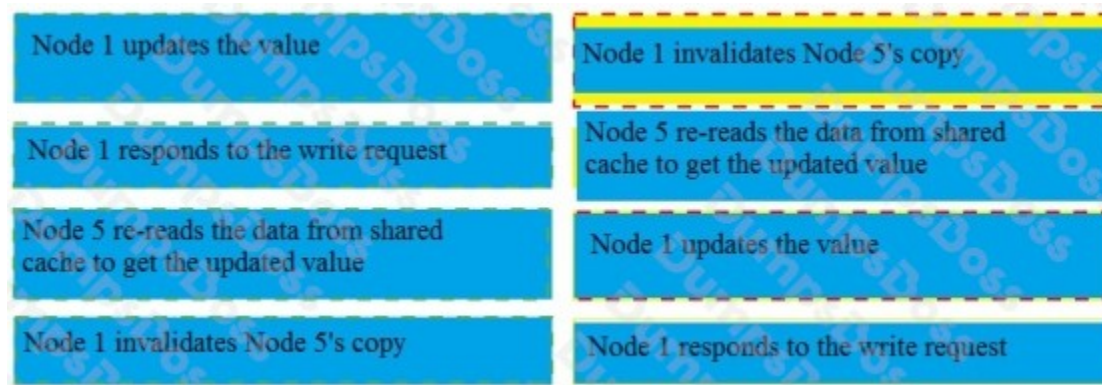 Node 1 updates the value
Node 1 responds to the write request
Node 5 re-reads the data from shared
cache to get the updated value
Node 1 invalidates Node 5's copy
Node 1 invalidates Node 5's copy
Node 5 re-reads the data from shared
cache to get the updated value
Node 1 updates the value
Node 1 responds to the write request
DumpsDoss